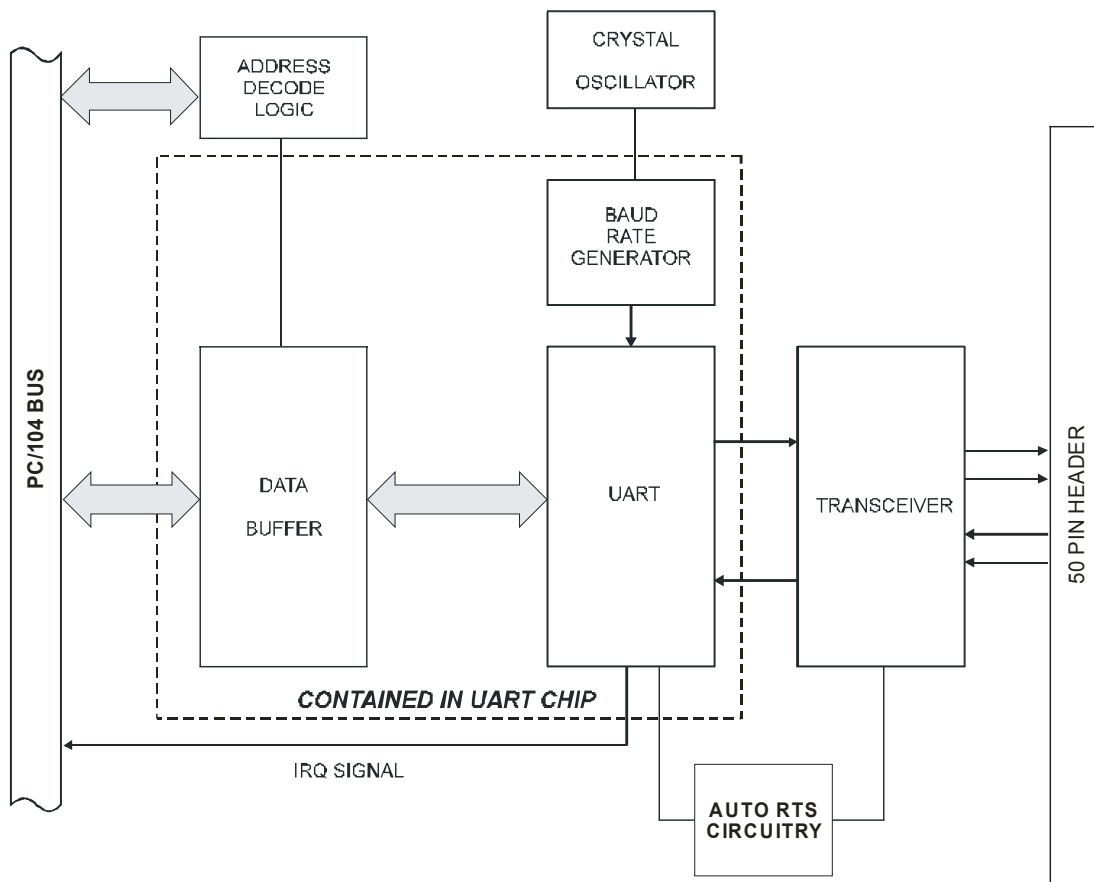 ADDRESS
DECODE
LOGIC
CRYSTAL
OSCILLATOR
BAUD
RATE
GENERATOR
PC/104 BUS
DATA
BUFFER
UART
TRANSCEIVER
50 PIN HEADER
CONTAINED IN UART CHIP
IRQ SIGNAL
AUTO RTS
CIRCUITRY